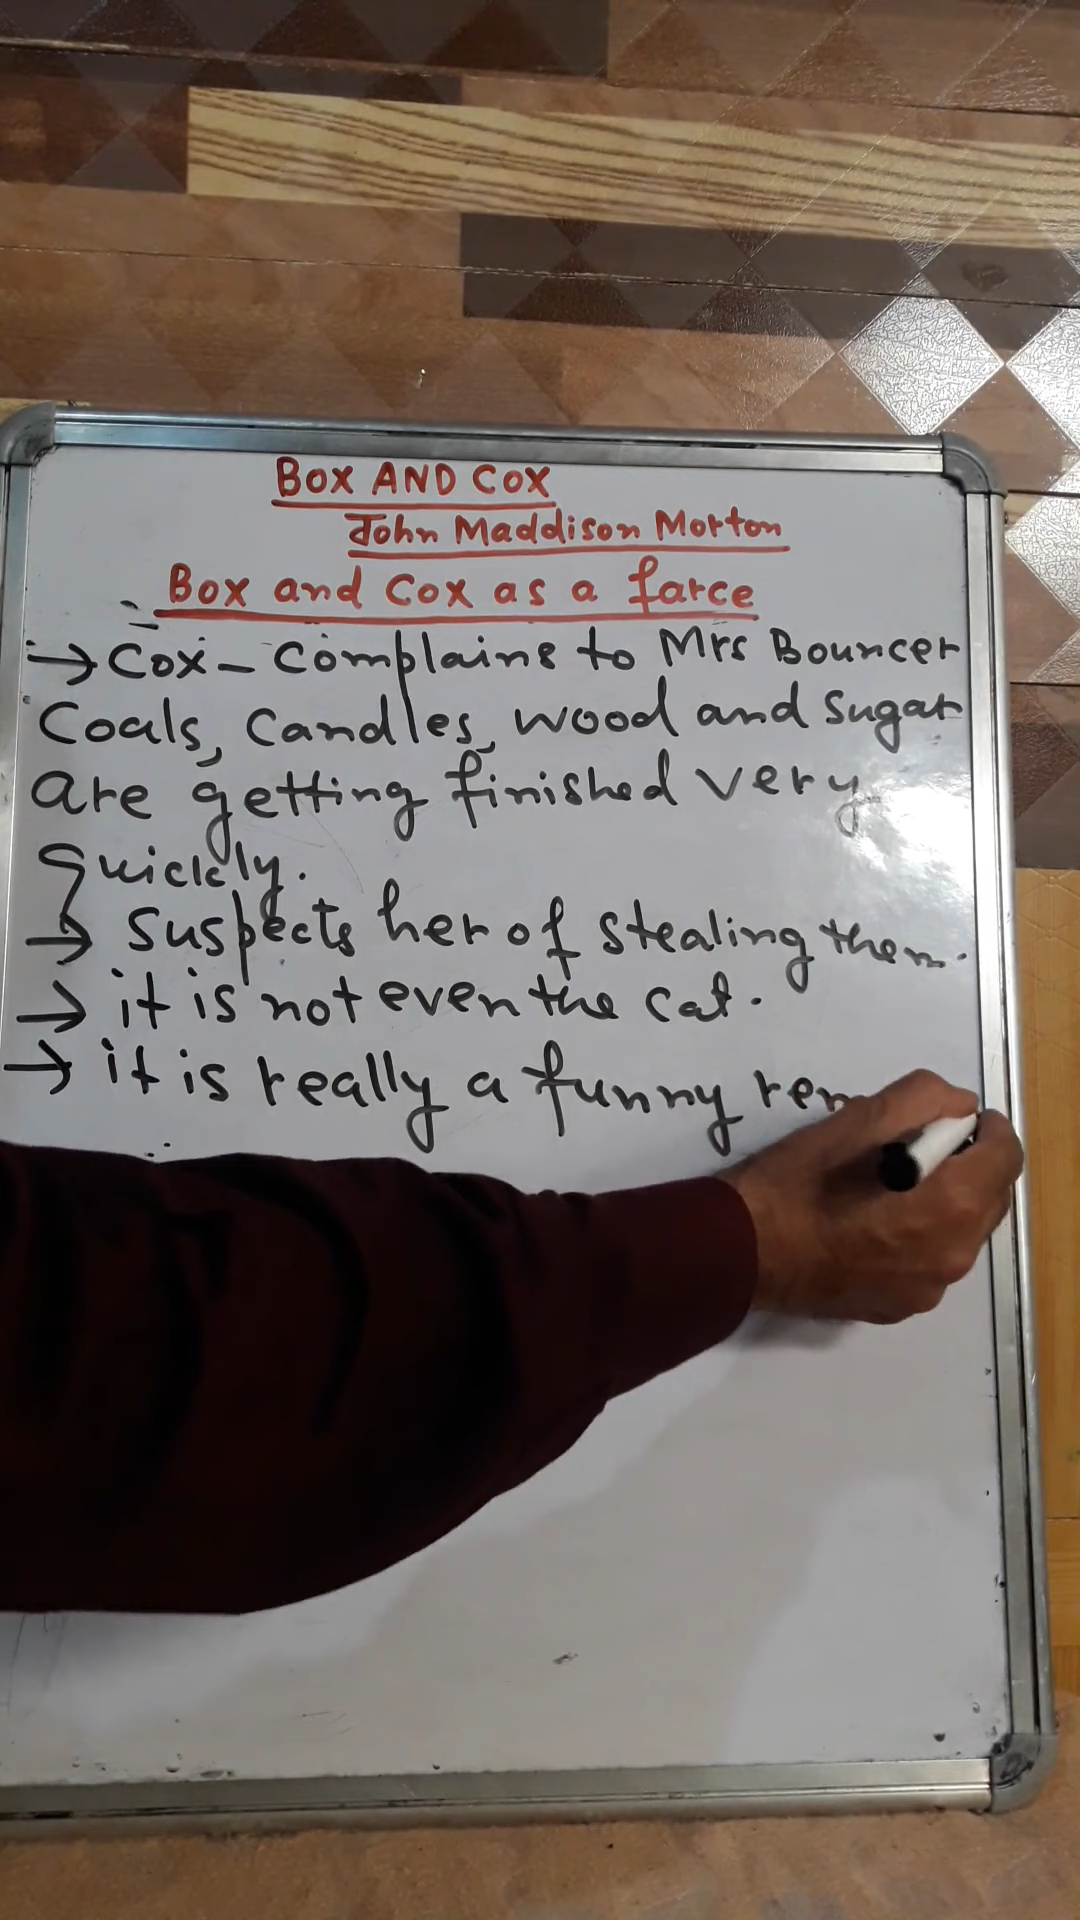 BOX AND COX
John Maddison Morton
Box and Cox as a farce
→ Cox - Complains to Mrs Bouncer
Coals, Candles, wood and Sugar
are getting finished very
quickly.
→ Suspects her of stealing them.
→ it is not even the cat.
→ it is really a funny